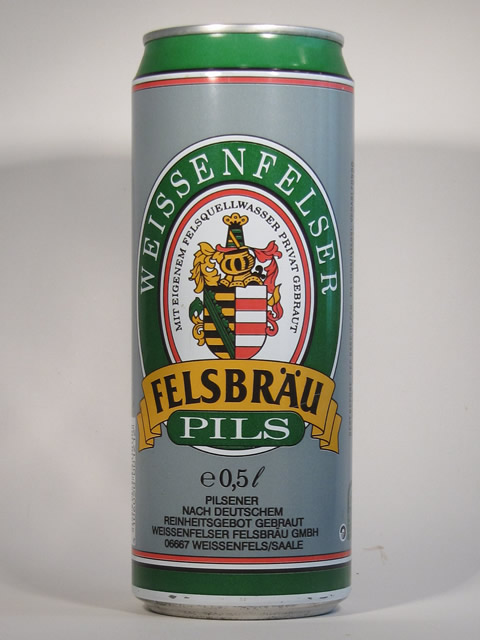 WEISSENFELSER
MIT EIGENEM FELSQUELLWASSER PRIVAT GEBRAUT
FELSBRÄU
PILS
e 0,5 l
PILSENER
NACH DEUTSCHEM
REINHEITSGEBOT GEBRAUT
WEISSENFELSER FELSBRÄU GMBH
06667 WEISSENFELS/SAALE